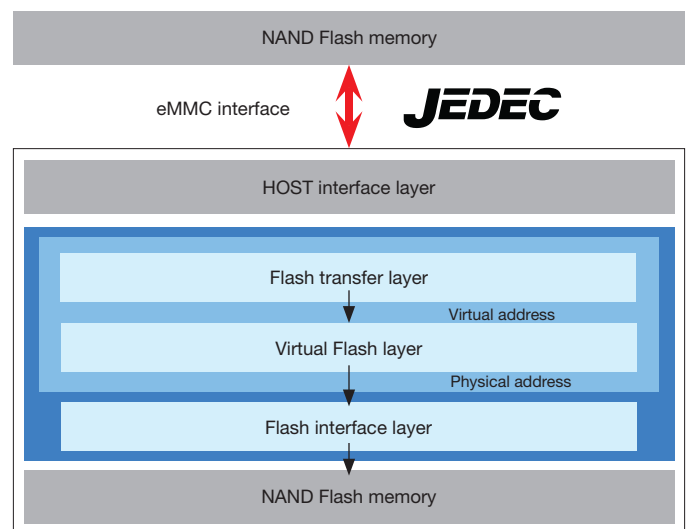 NAND Flash memory
eMMC interface
JEDEC
HOST interface layer
Flash transfer layer
Virtual address
Virtual Flash layer
Physical address
Flash interface layer
NAND Flash memory